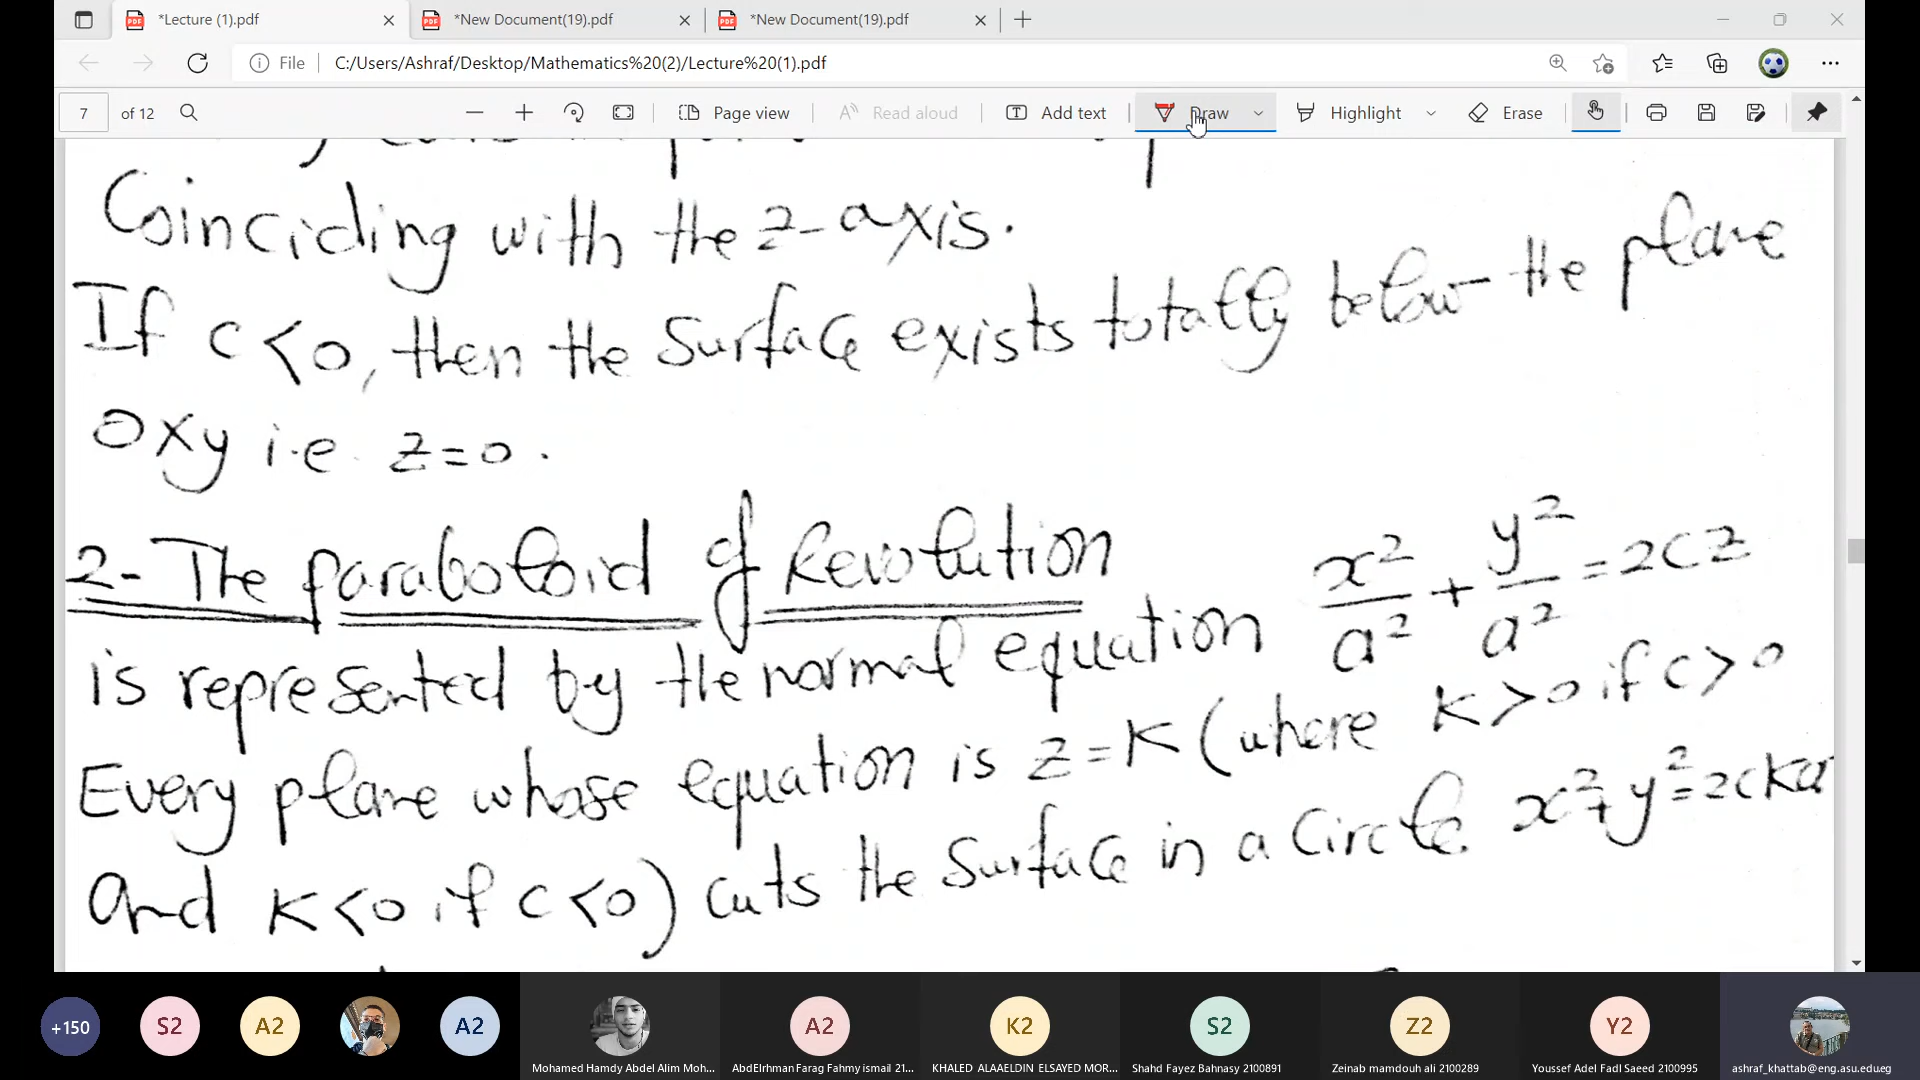 *Lecture (1).pdf
*New Document(19).pdf
*New Document(19).pdf
File
C:/Users/Ashraf/Desktop/Mathematics%20(2)/Lecture%20(1).pdf
7 of 12
Page view
Read aloud
Add text
Draw
Highlight
Erase
Coinciding with the z-axis.
If c<0, then the surface exists totally below the plane
oxy i.e. z=0.
2- The paraboloid of Revolution
is represented by the normal equation x²/a² + y²/a² = 2cz
Every plane whose equation is z=K (where K>0 if c>0
and K<0 if c<0) cuts the surface in a circle x²+y²=2cKa
+150
S2
A2
A2
A2
K2
S2
Z2
Y2
Mohamed Hamdy Abdel Alim Moh...
AbdElrhman Farag Fahmy ismail 21...
KHALED ALAAELDIN ELSAYED MOR...
Shahd Fayez Bahnasy 2100891
Zeinab mamdouh ali 2100289
Youssef Adel Fadl Saeed 2100995
ashraf_khattab@eng.asu.edueg